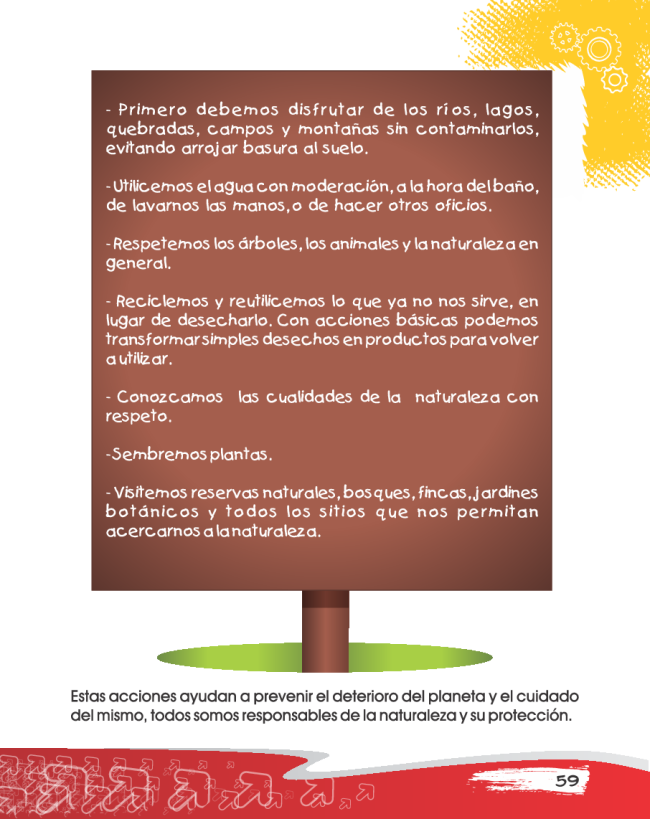 - Primero debemos disfrutar de los ríos, lagos,
quebradas, campos y montañas sin contaminarlos,
evitando arrojar basura al suelo.
- Utilicemos el agua con moderación, a la hora del baño,
de lavarnos las manos, o de hacer otros oficios.
- Respetemos los árboles, los animales y la naturaleza en
general.
- Reciclemos y reutilicemos lo que ya no nos sirve, en
lugar de desecharlo. Con acciones básicas podemos
transformar simples desechos en productos para volver
a utilizar.
- Conozcamos las cualidades de la naturaleza con
respeto.
-Sembremos plantas.
- Visitemos reservas naturales, bosques, fincas, jardines
botánicos y todos los sitios que nos permitan
acercarnos a la naturaleza.
Estas acciones ayudan a prevenir el deterioro del planeta y el cuidado
del mismo, todos somos responsables de la naturaleza y su protección.
59